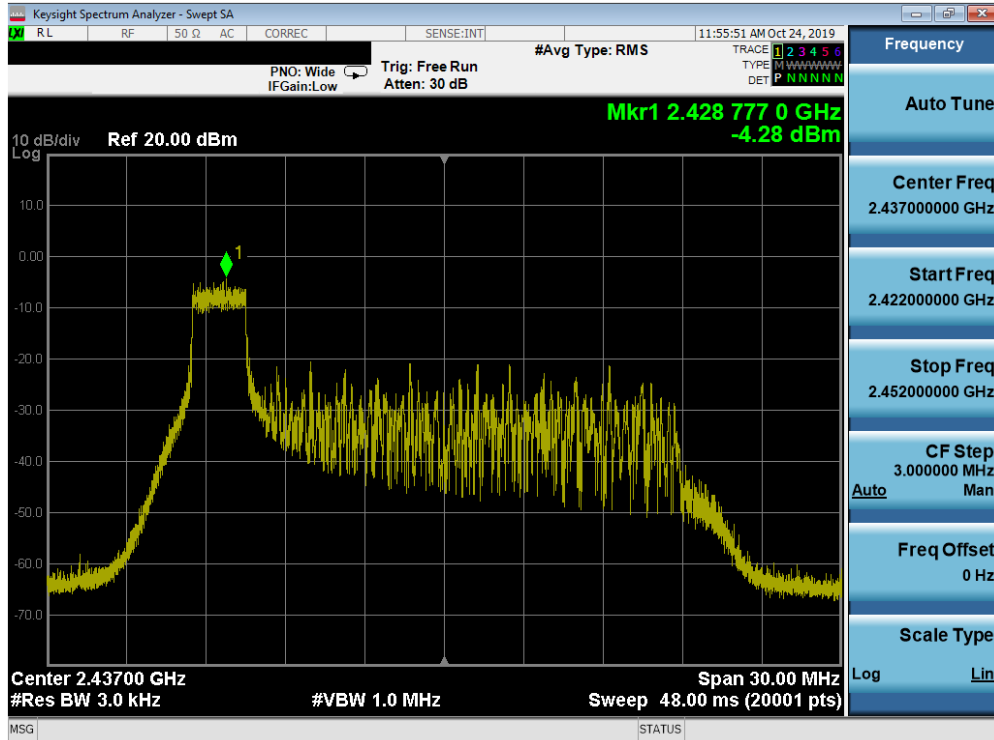 Keysight Spectrum Analyzer - Swept SA
LXI RL RF 50 Ω AC CORREC SENSE:INT 11:55:51 AM Oct 24, 2019
#Avg Type: RMS TRACE 1 2 3 4 5 6
PNO: Wide Trig: Free Run TYPE M W W W W W
IFGain:Low Atten: 30 dB DET P N N N N N
Mkr1 2.428 777 0 GHz
-4.28 dBm
10 dB/div Ref 20.00 dBm
Log
10.0
0.00
-10.0
-20.0
-30.0
-40.0
-50.0
-60.0
-70.0
1
Center 2.43700 GHz Span 30.00 MHz
#Res BW 3.0 kHz #VBW 1.0 MHz Sweep 48.00 ms (20001 pts)
MSG STATUS
Frequency
Auto Tune
Center Freq
2.437000000 GHz
Start Freq
2.422000000 GHz
Stop Freq
2.452000000 GHz
CF Step
3.000000 MHz
Auto Man
Freq Offset
0 Hz
Scale Type
Log Lin